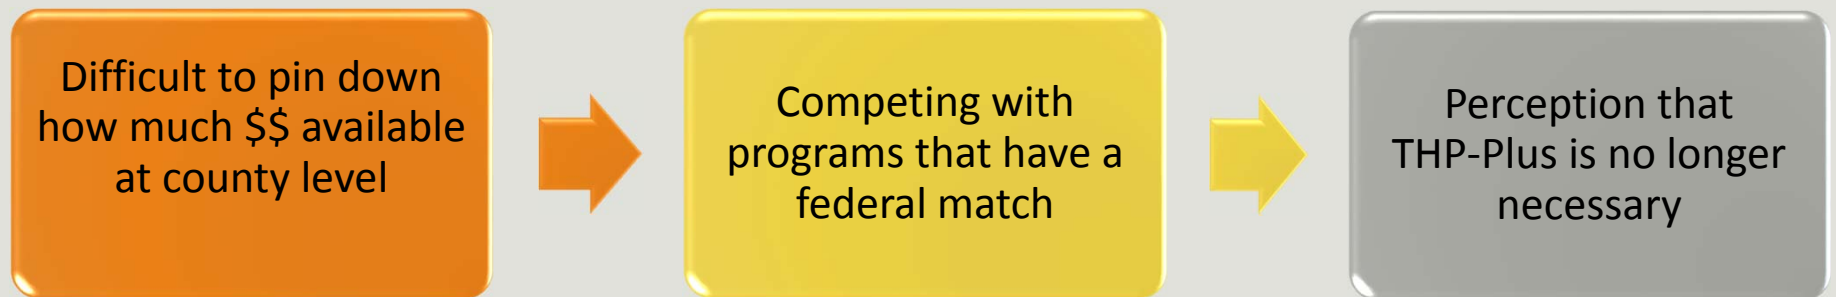 Difficult to pin down
how much $$ available
at county level
Competing with
programs that have a
federal match
Perception that
THP-Plus is no longer
necessary